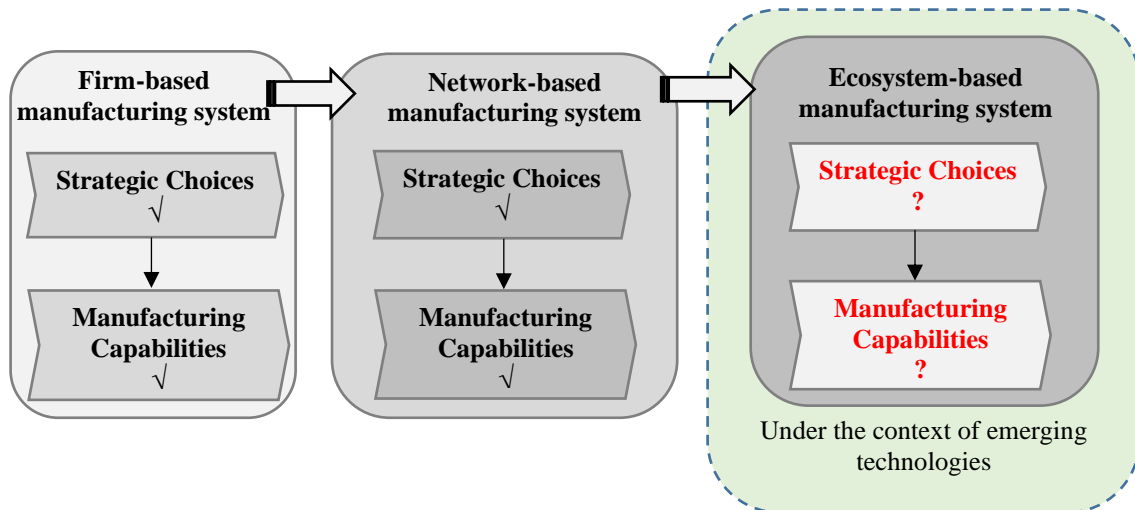 Firm-based
manufacturing system
Strategic Choices
√
Manufacturing
Capabilities
√
Network-based
manufacturing system
Strategic Choices
√
Manufacturing
Capabilities
√
Ecosystem-based
manufacturing system
Strategic Choices
?
Manufacturing
Capabilities
?
Under the context of emerging
technologies